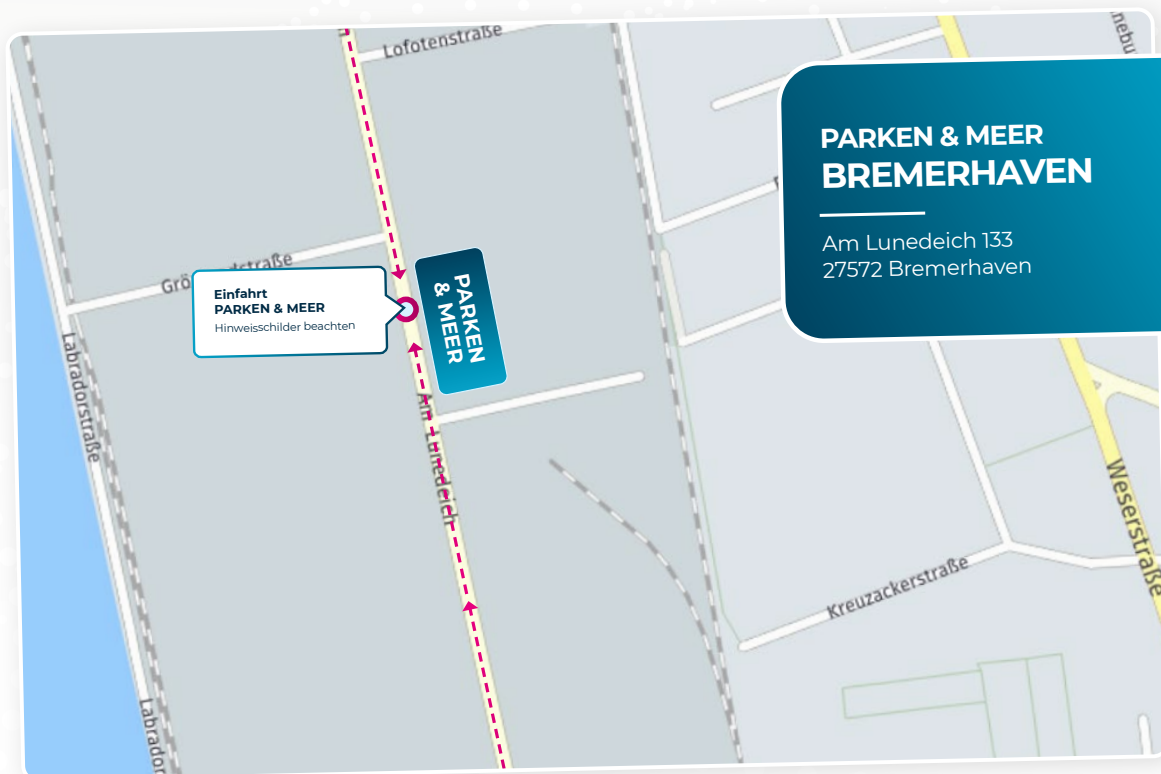 Lofotenstraße
PARKEN & MEER
BREMERHAVEN
Am Lunedeich 133
27572 Bremerhaven
Einfahrt
PARKEN & MEER
Hinweisschilder beachten
PARKEN
& MEER
Labradorstraße
Am Lunedeich
Weserstraße
Kreuzackerstraße